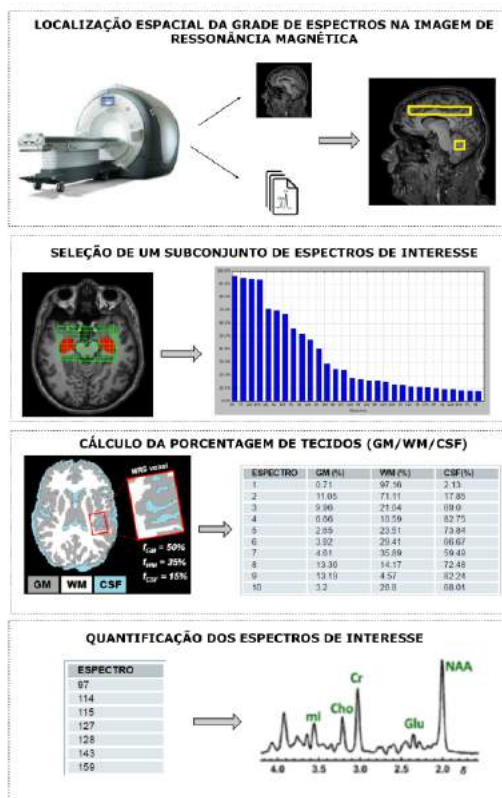 LOCALIZAÇÃO ESPACIAL DA GRADE DE ESPECTROS NA IMAGEM DE
RESSONÂNCIA MAGNÉTICA
SELEÇÃO DE UM SUBCONJUNTO DE ESPECTROS DE INTERESSE
CÁLCULO DA PORCENTAGEM DE TECIDOS (GM/WM/CSF)
MRS voxel
fGM = 50%
fWM = 35%
fCSF = 15%
GM WM CSF
ESPECTRO GM (%) WM (%) CSF(%)
1 0.71 97.16 2.13
2 11.05 71.11 17.85
3 9.96 21.04 69.0
4 6.66 10.59 82.75
5 2.65 23.51 73.84
6 3.92 29.41 66.67
7 4.61 35.89 59.49
8 13.36 14.17 72.48
9 13.19 4.57 82.24
10 3.2 28.8 68.01
QUANTIFICAÇÃO DOS ESPECTROS DE INTERESSE
ESPECTRO
97
114
115
127
128
143
159
mI Cho Cr Glu NAA
4.0 3.5 3.0 2.5 2.0 δ